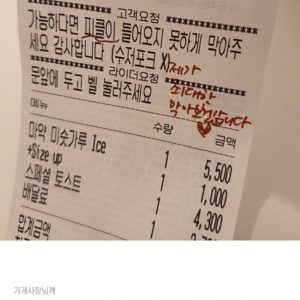 고객요청
가능하다면 피클이 들어오지 못하게 막아주
세요 감사합니다 (수저포크 X)
제가
최대한
막아보겠습니다
라이더요청
문앞에 두고 벨 눌러주세요
메뉴 수량 금액
마약 미숫가루 Ice 1 5,500
+Size up 1 1,000
스페셜 토스트 1 4,300
배달료 1
합계금액
가게사장님께